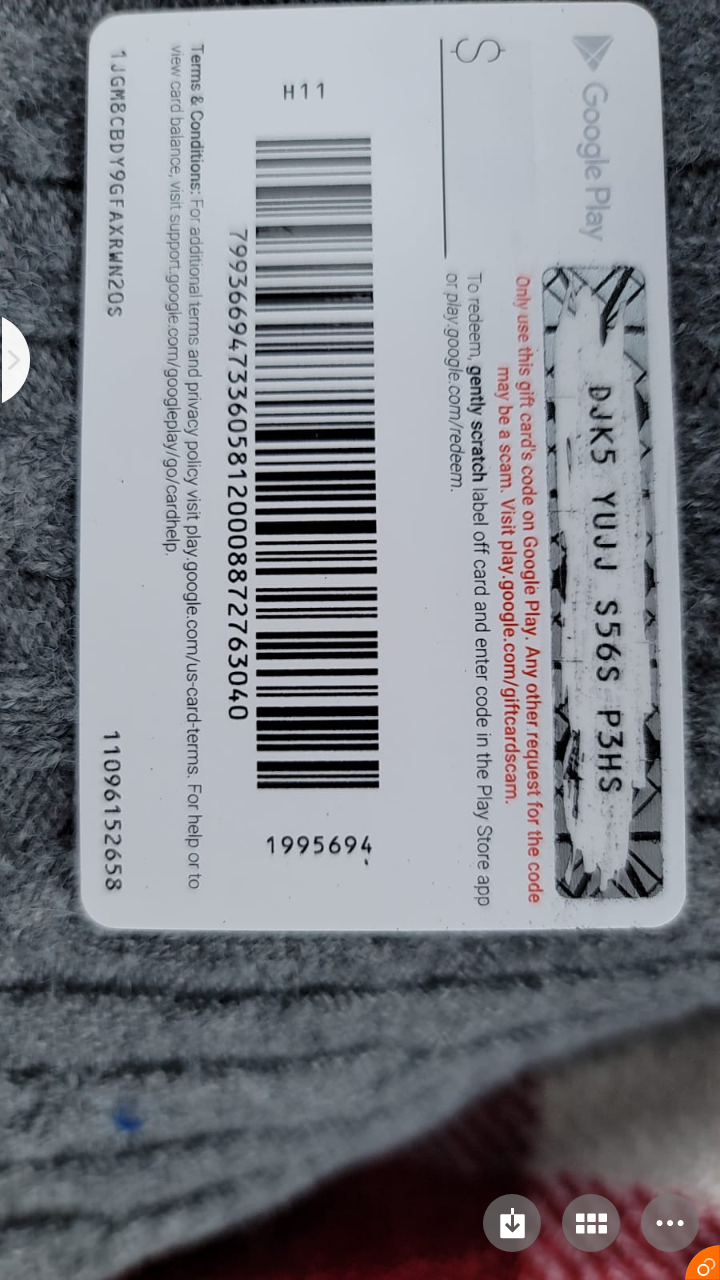 Google Play
DJK5 YUJJ S56S P3HS
Only use this gift card's code on Google Play. Any other request for the code
may be a scam. Visit play.google.com/giftcardscam.
$
To redeem, gently scratch label off card and enter code in the Play Store app
or play.google.com/redeem.
H11
1995694
799366947336058120008872763040
Terms & Conditions: For additional terms and privacy policy visit play.google.com/us-card-terms. For help or to
view card balance, visit support.google.com/googleplay/go/cardhelp.
1JGM8CBDY9GFAXRWN20S
11096152658